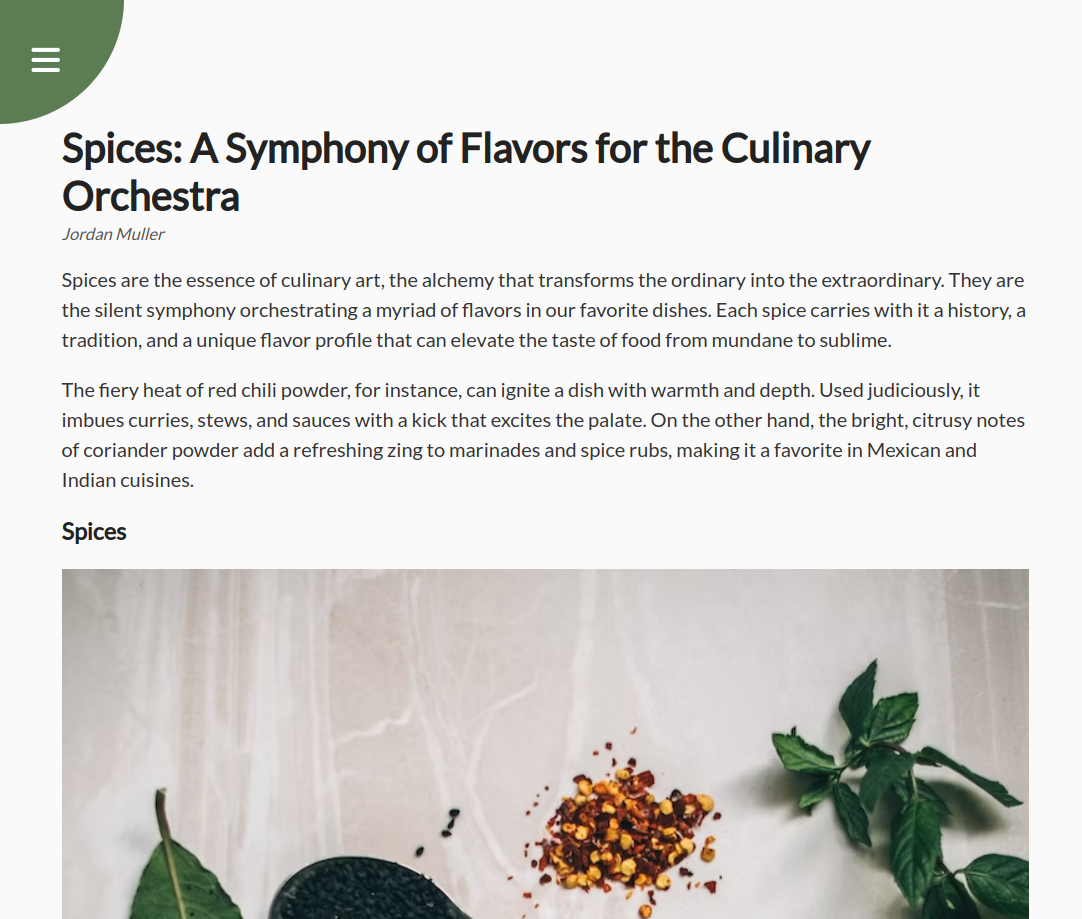 Spices: A Symphony of Flavors for the Culinary
Orchestra
Jordan Muller
Spices are the essence of culinary art, the alchemy that transforms the ordinary into the extraordinary. They are
the silent symphony orchestrating a myriad of flavors in our favorite dishes. Each spice carries with it a history, a
tradition, and a unique flavor profile that can elevate the taste of food from mundane to sublime.
The fiery heat of red chili powder, for instance, can ignite a dish with warmth and depth. Used judiciously, it
imbues curries, stews, and sauces with a kick that excites the palate. On the other hand, the bright, citrusy notes
of coriander powder add a refreshing zing to marinades and spice rubs, making it a favorite in Mexican and
Indian cuisines.
Spices